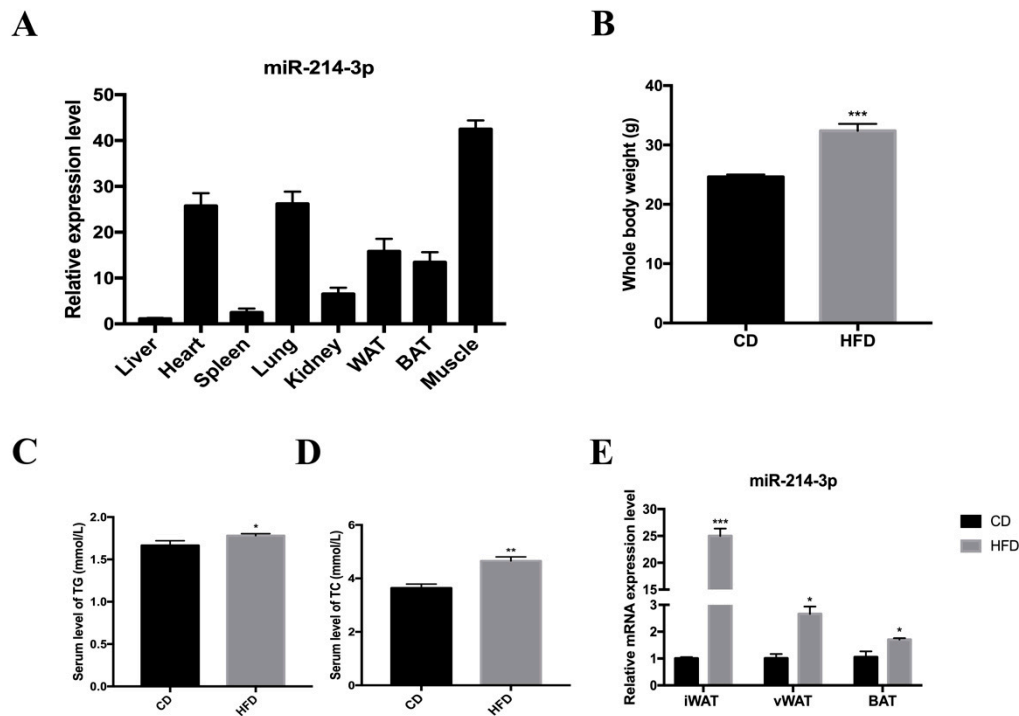 A
miR-214-3p
Relative expression level
50
40
30
20
10
0
Liver
Heart
Spleen
Lung
Kidney
WAT
BAT
Muscle
B
Whole body weight (g)
40
30
20
10
0
***
CD
HFD
C
Serum level of TG (mmol/L)
2.0
1.5
1.0
0.5
0.0
*
CD
HFD
D
Serum level of TC (mmol/L)
6
4
2
0
**
CD
HFD
E
miR-214-3p
Relative mRNA expression level
30
25
20
15
10
3
2
1
0
***
*
*
iWAT
vWAT
BAT
CD
HFD